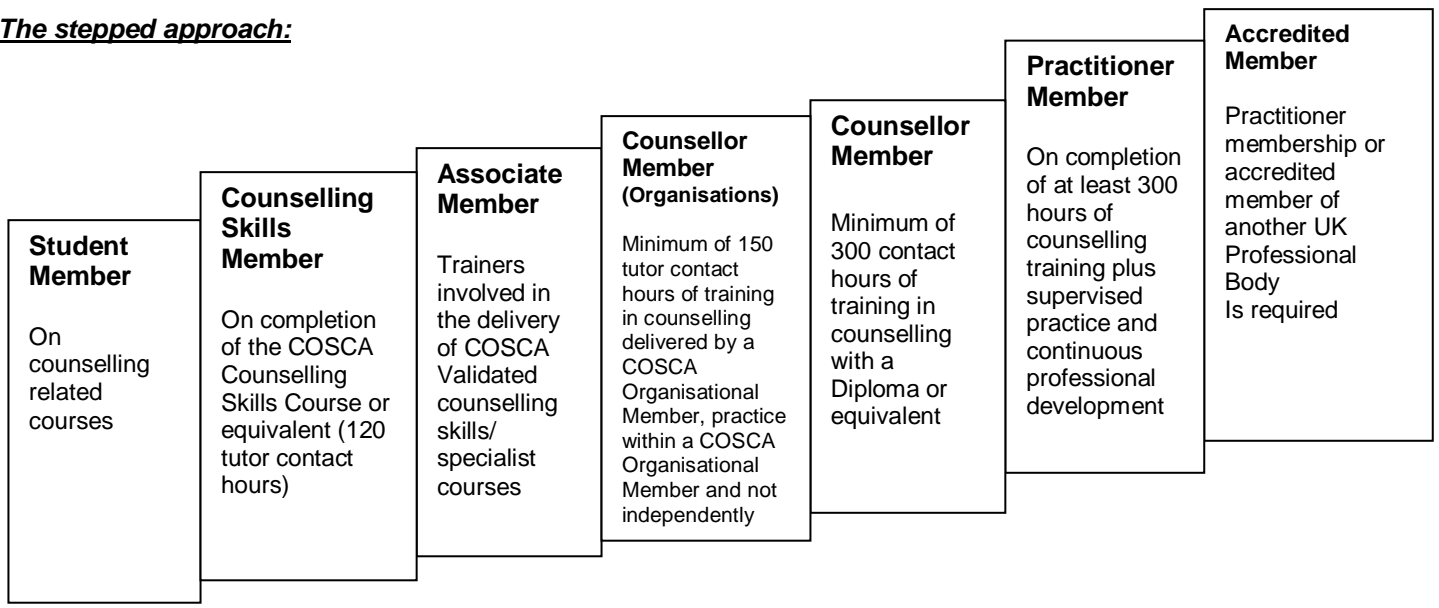 The stepped approach:
Student
Member
On
counselling
related
courses
Counselling
Skills
Member
On completion
of the COSCA
Counselling
Skills Course or
equivalent (120
tutor contact
hours)
Associate
Member
Trainers
involved in
the delivery
of COSCA
Validated
counselling
skills/
specialist
courses
Counsellor
Member
(Organisations)
Minimum of 150
tutor contact
hours of training
in counselling
delivered by a
COSCA
Organisational
Member, practice
within a COSCA
Organisational
Member and not
independently
Counsellor
Member
Minimum of
300 contact
hours of
training in
counselling
with a
Diploma or
equivalent
Practitioner
Member
On completion
of at least 300
hours of
counselling
training plus
supervised
practice and
continuous
professional
development
Accredited
Member
Practitioner
membership or
accredited
member of
another UK
Professional
Body
Is required